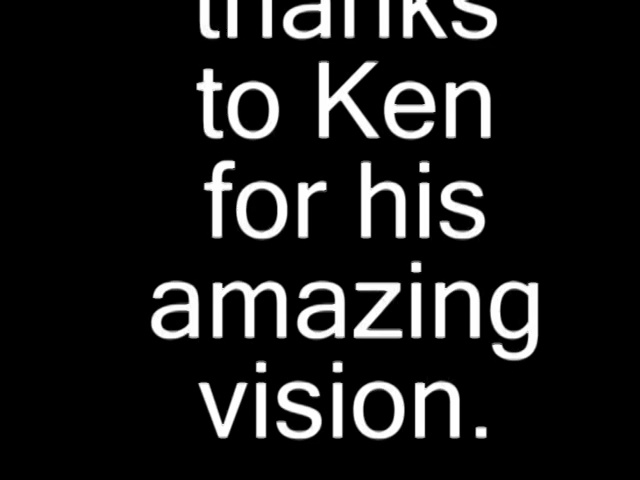 thanks
to Ken
for his
amazing
vision.